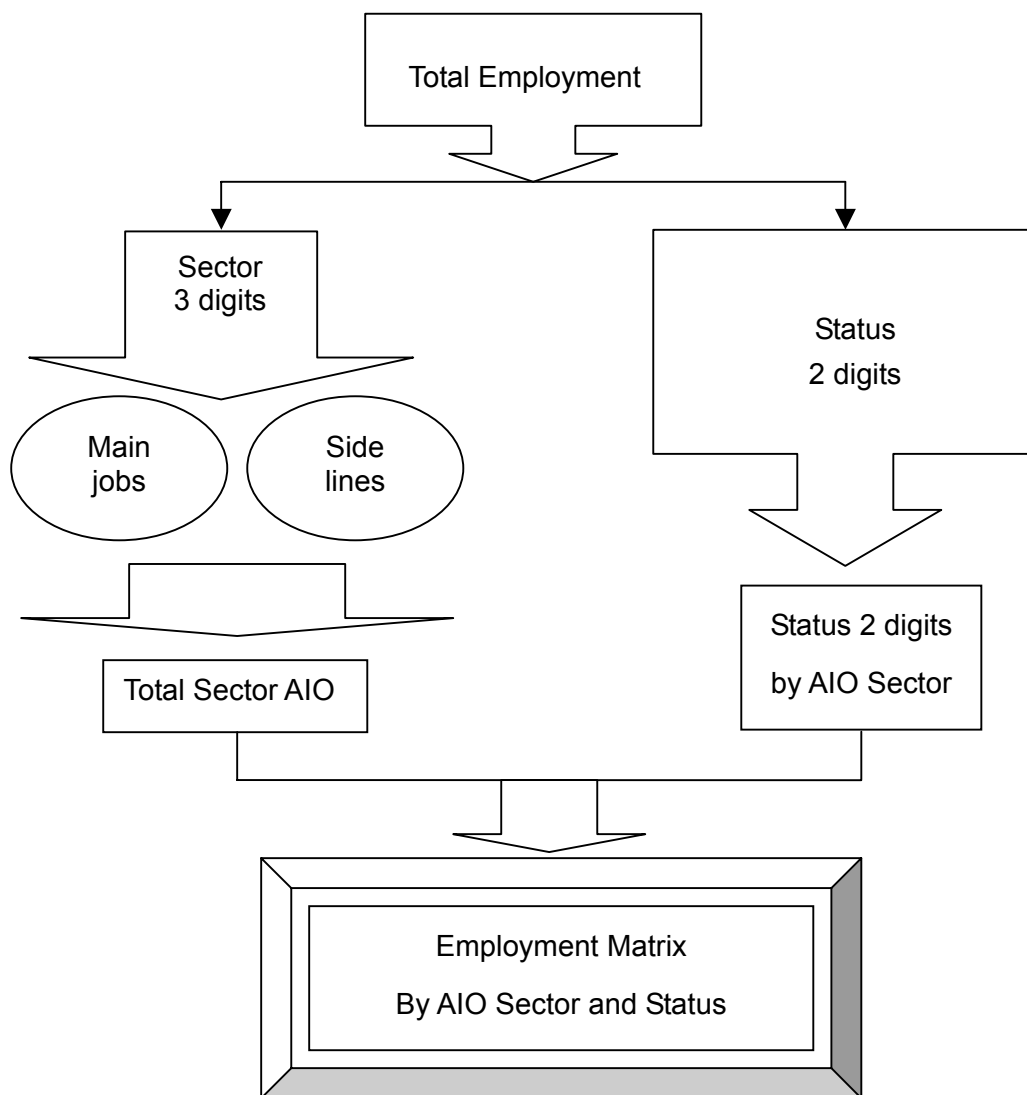 Total Employment
Sector
3 digits
Status
2 digits
Main
jobs
Side
lines
Status 2 digits
by AIO Sector
Total Sector AIO
Employment Matrix
By AIO Sector and Status